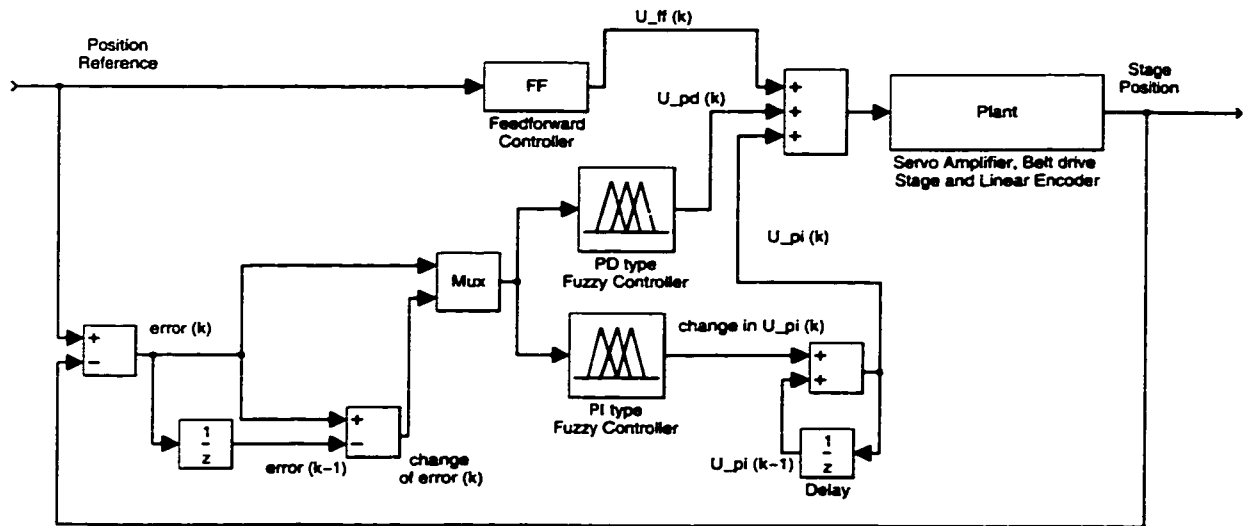 U_ff (k)
Position
Reference
FF
Feedforward
Controller
U_pd (k)
+
+
+
Plant
Servo Amplifier, Belt drive
Stage and Linear Encoder
Stage
Position
PD type
Fuzzy Controller
U_pi (k)
Mux
error (k)
+
−
change in U_pi (k)
PI type
Fuzzy Controller
+
+
+
−
1
z
error (k−1)
change
of error (k)
U_pi (k−1)
1
z
Delay